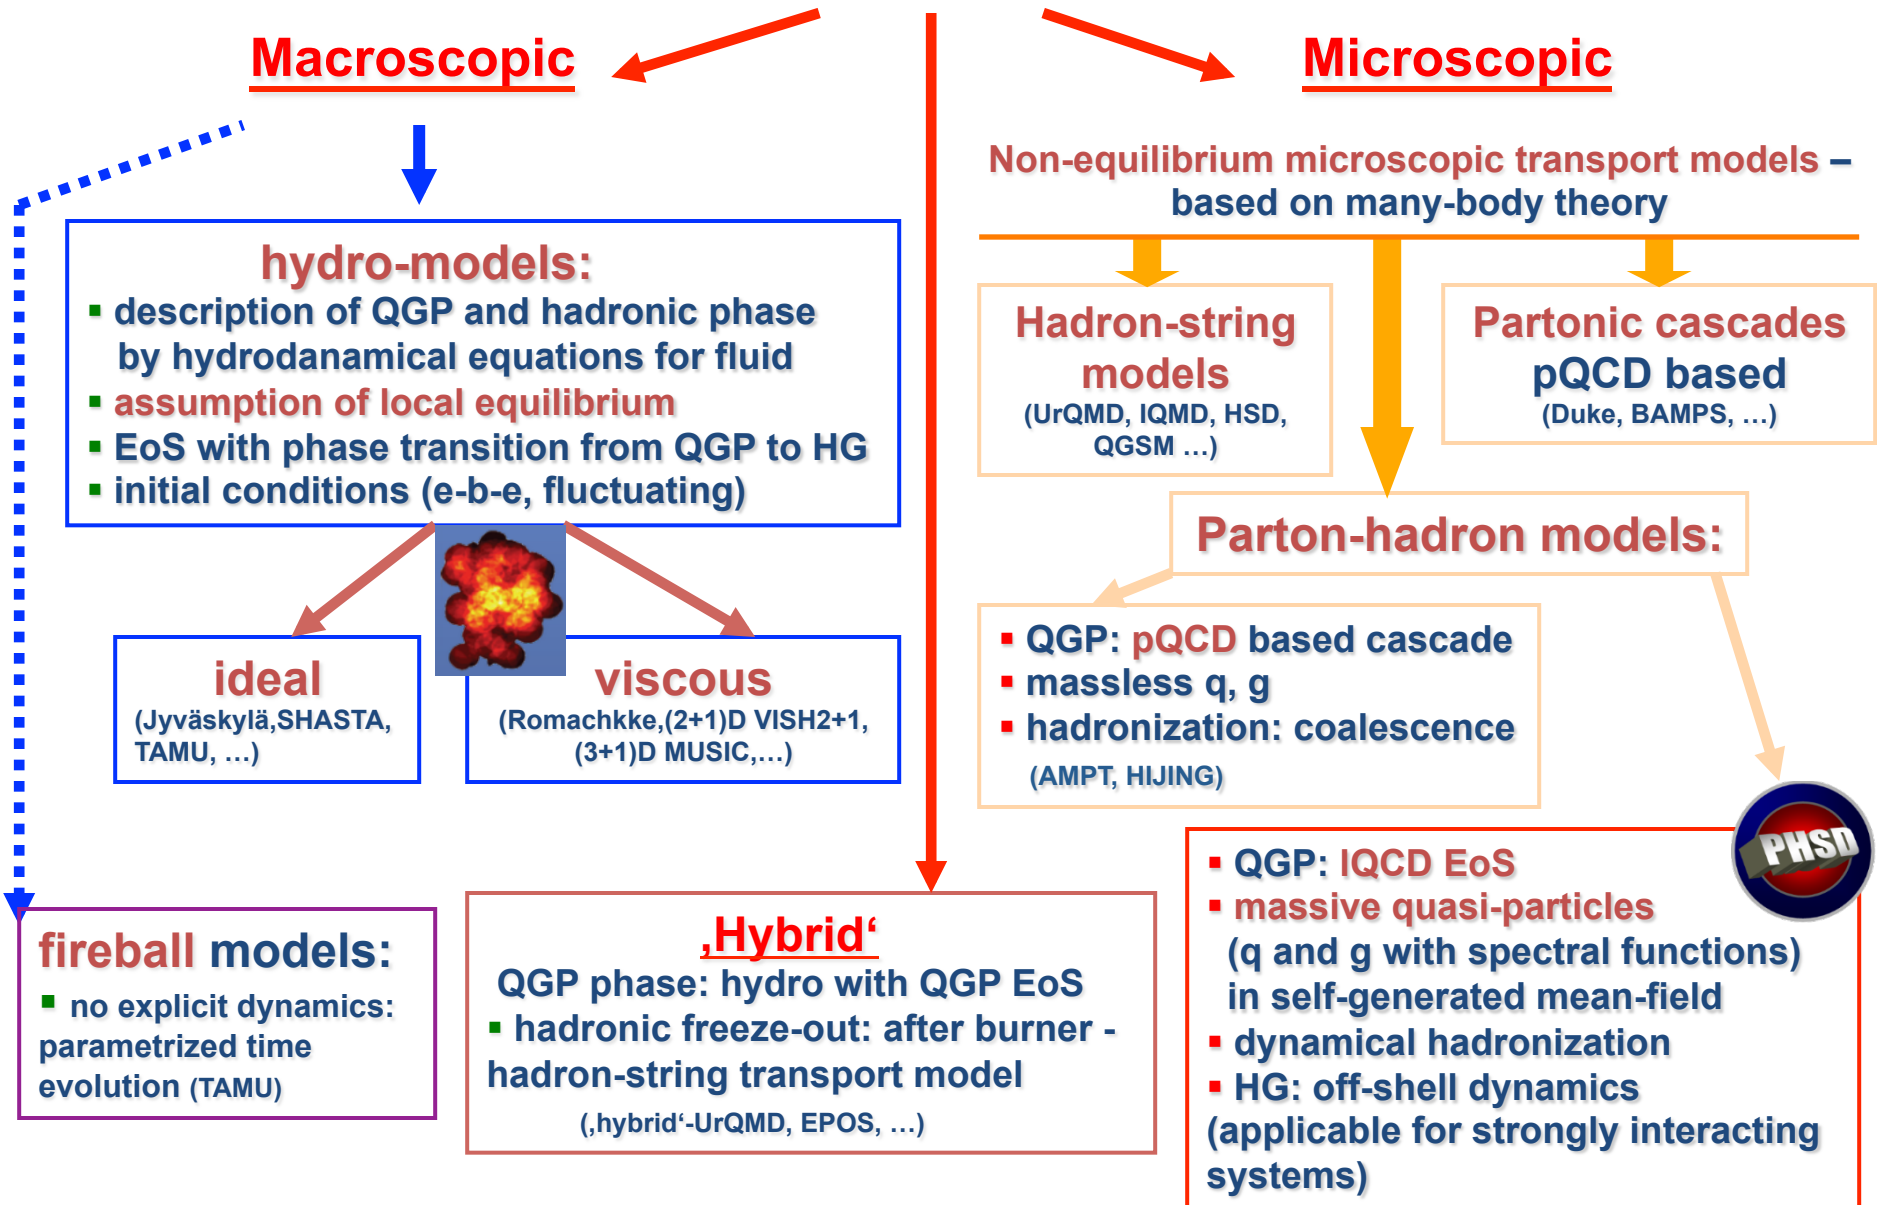 Macroscopic
Microscopic
Non-equilibrium microscopic transport models –
based on many-body theory
hydro-models:
▪ description of QGP and hadronic phase
by hydrodanamical equations for fluid
▪ assumption of local equilibrium
▪ EoS with phase transition from QGP to HG
▪ initial conditions (e-b-e, fluctuating)
ideal
(Jyväskylä,SHASTA,
TAMU, …)
viscous
(Romachkke,(2+1)D VISH2+1,
(3+1)D MUSIC,…)
fireball models:
▪ no explicit dynamics:
parametrized time
evolution (TAMU)
‚Hybrid‘
QGP phase: hydro with QGP EoS
▪ hadronic freeze-out: after burner -
hadron-string transport model
(‚hybrid‘-UrQMD, EPOS, …)
Hadron-string
models
(UrQMD, IQMD, HSD,
QGSM …)
Partonic cascades
pQCD based
(Duke, BAMPS, …)
Parton-hadron models:
▪ QGP: pQCD based cascade
▪ massless q, g
▪ hadronization: coalescence
(AMPT, HIJING)
PHSD
▪ QGP: lQCD EoS
▪ massive quasi-particles
(q and g with spectral functions)
in self-generated mean-field
▪ dynamical hadronization
▪ HG: off-shell dynamics
(applicable for strongly interacting
systems)